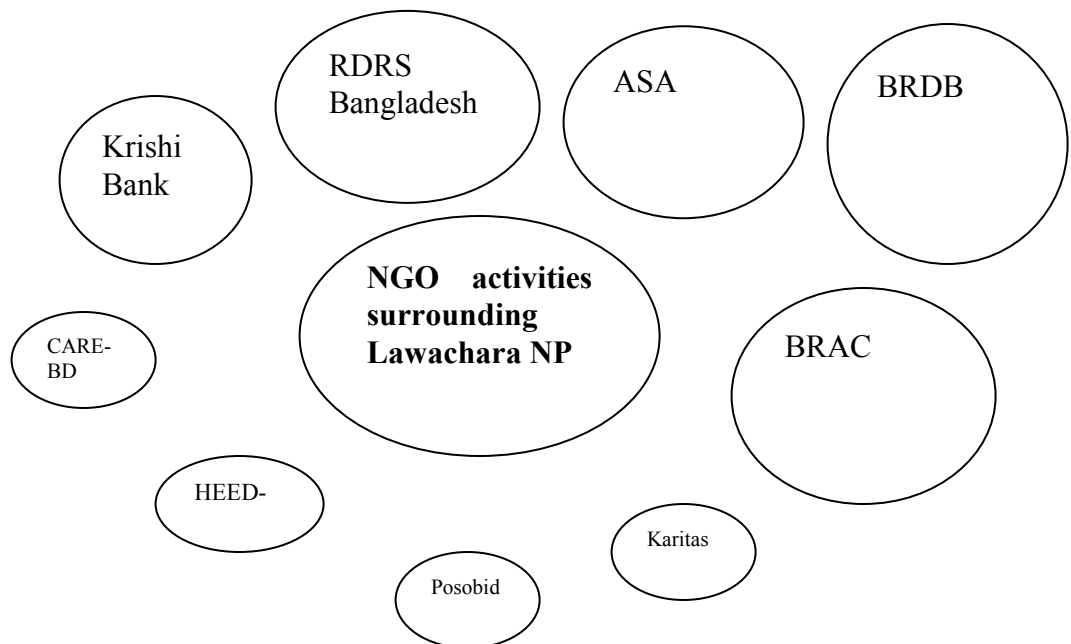 RDRS
Bangladesh
ASA
BRDB
Krishi
Bank
NGO activities
surrounding
Lawachara NP
CARE-
BD
BRAC
HEED-
Karitas
Posobid